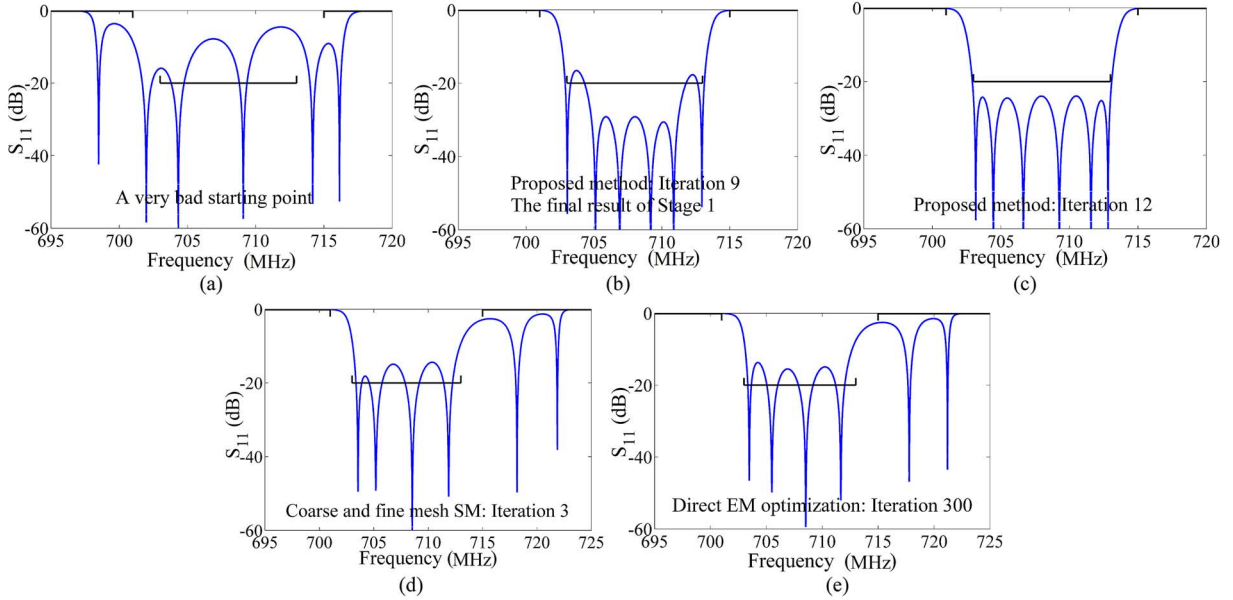 0
-20
-40
-60
S11 (dB)
A very bad starting point
695 700 705 710 715 720
Frequency (MHz)
(a)
0
-20
-40
-60
S11 (dB)
Proposed method: Iteration 9
The final result of Stage 1
695 700 705 710 715 720
Frequency (MHz)
(b)
0
-20
-40
-60
S11 (dB)
Proposed method: Iteration 12
695 700 705 710 715 720
Frequency (MHz)
(c)
0
-20
-40
-60
S11 (dB)
Coarse and fine mesh SM: Iteration 3
695 700 705 710 715 720 725
Frequency (MHz)
(d)
0
-20
-40
-60
S11 (dB)
Direct EM optimization: Iteration 300
695 700 705 710 715 721 725
Frequency (MHz)
(e)